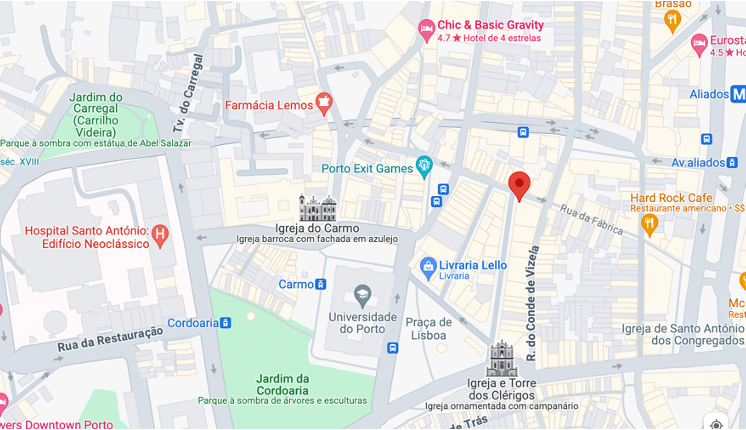 Brasão
Chic & Basic Gravity
4.7 ★ Hotel de 4 estrelas
Eurosta
4.5 ★ Ho
Tv. do Carregal
Aliados M
Jardim do
Carregal
(Carrilho
Videira)
Parque à sombra com estátua de Abel Salazar
séc. XVIII
Farmácia Lemos
Av.aliados
Porto Exit Games
Hard Rock Cafe
Restaurante americano • $$
Rua da Fábrica
Igreja do Carmo
Igreja barroca com fachada em azulejo
Hospital Santo António:
Edifício Neoclássico
H
R. do Conde de Vizela
Livraria Lello
Livraria
Carmo
Universidade
do Porto
Praça de
Lisboa
Mc
Rest
Cordoaria
Rua da Restauração
Igreja de Santo António
dos Congregados
Jardim da
Cordoaria
Parque à sombra de árvores e esculturas
Igreja e Torre
dos Clérigos
Igreja ornamentada com campanário
de Trás
wers Downtown Porto